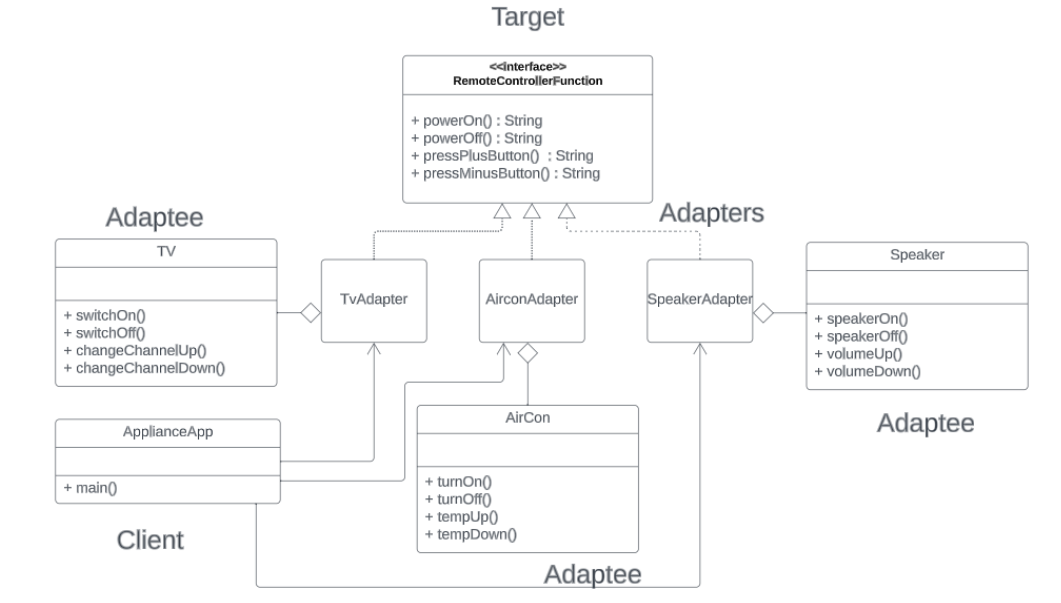 Target
<<interface>>
RemoteControllerFunction
+ powerOn() : String
+ powerOff() : String
+ pressPlusButton() : String
+ pressMinusButton() : String
Adaptee
Adapters
TV
+ switchOn()
+ switchOff()
+ changeChannelUp()
+ changeChannelDown()
TvAdapter
AirconAdapter
SpeakerAdapter
Speaker
+ speakerOn()
+ speakerOff()
+ volumeUp()
+ volumeDown()
Adaptee
ApplianceApp
+ main()
Client
AirCon
+ turnOn()
+ turnOff()
+ tempUp()
+ tempDown()
Adaptee